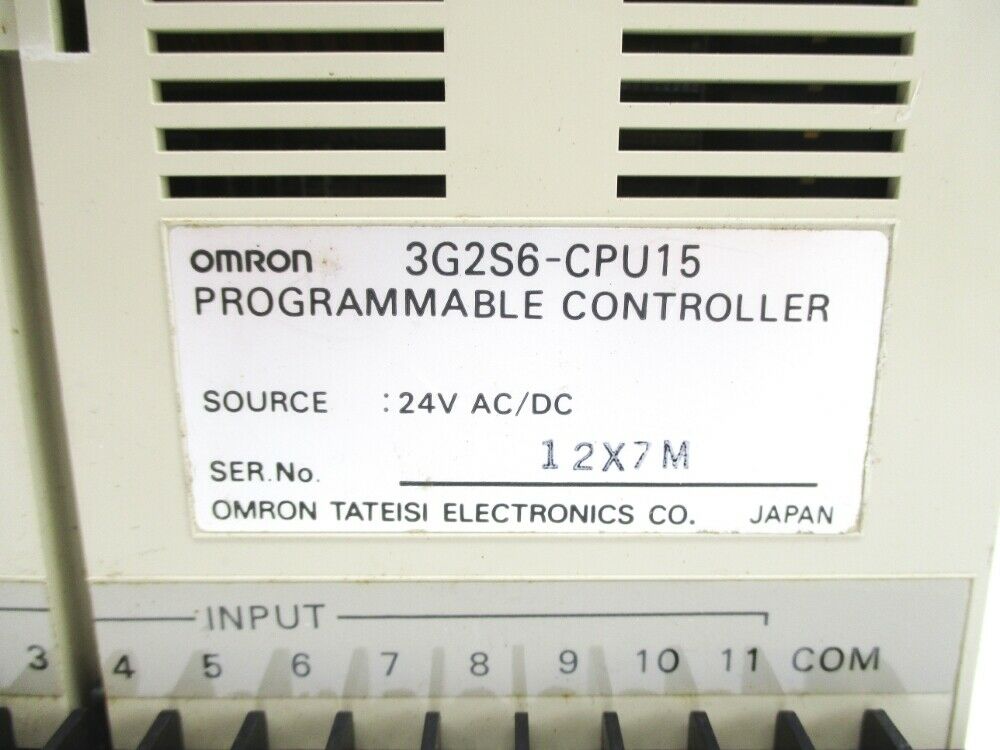 OMRON 3G2S6-CPU15
PROGRAMMABLE CONTROLLER
SOURCE : 24V AC/DC
SER.No. 12X7M
OMRON TATEISI ELECTRONICS CO. JAPAN
INPUT
3 4 5 6 7 8 9 10 11 COM